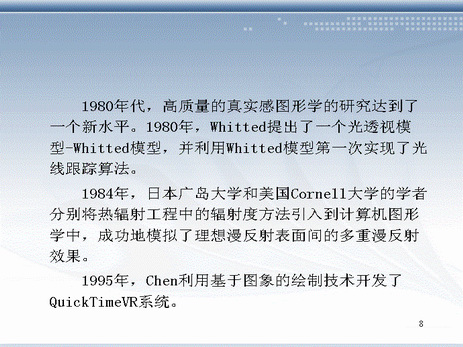 1980年代，高质量的真实感图形学的研究达到了
一个新水平。1980年，Whitted提出了一个光透视模
型-Whitted模型，并利用Whitted模型第一次实现了光
线跟踪算法。
1984年，日本广岛大学和美国Cornell大学的学者
分别将热辐射工程中的辐射度方法引入到计算机图形
学中，成功地模拟了理想漫反射表面间的多重漫反射
效果。
1995年，Chen利用基于图象的绘制技术开发了
QuickTimeVR系统。
8